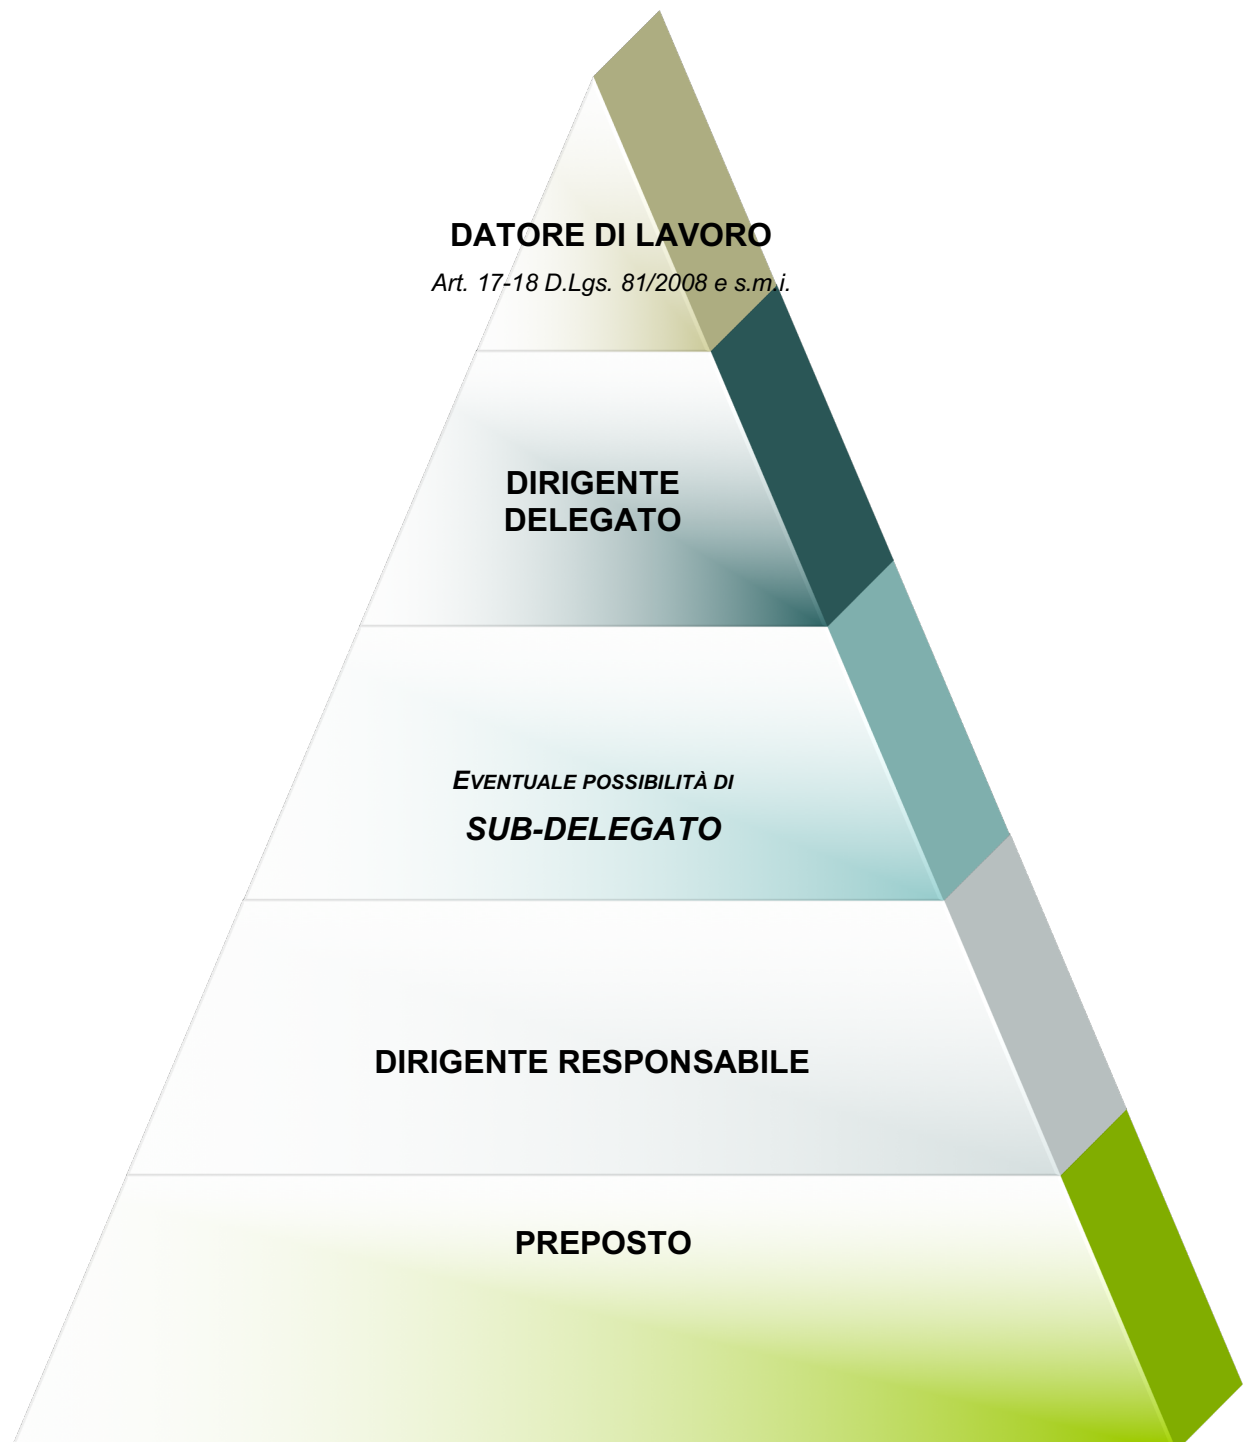 DATORE DI LAVORO
Art. 17-18 D.Lgs. 81/2008 e s.m.i.
DIRIGENTE
DELEGATO
EVENTUALE POSSIBILITÀ DI
SUB-DELEGATO
DIRIGENTE RESPONSABILE
PREPOSTO